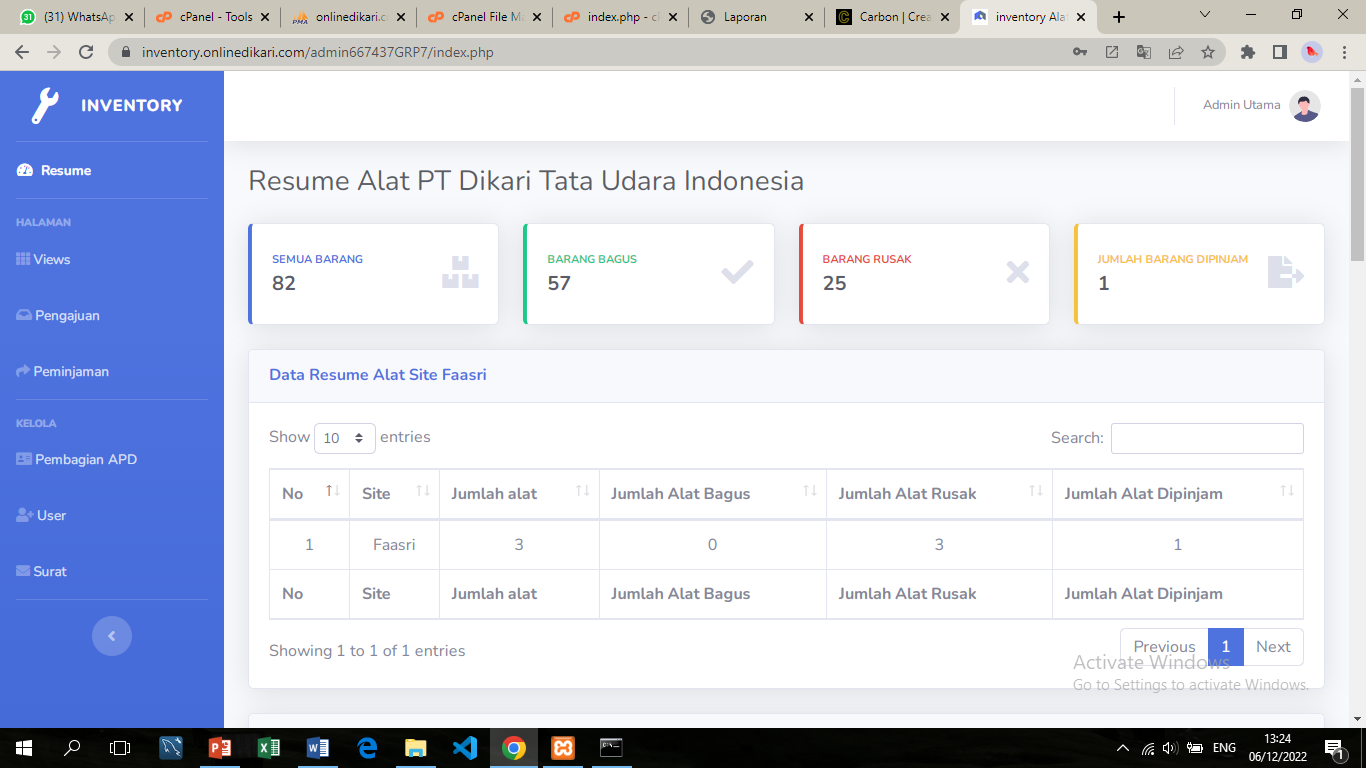 (31) WhatsAp
cPanel - Tools
onlinedikari.c
cPanel File Ma
index.php - cP
Laporan
Carbon | Crea
inventory Alat
inventory.onlinedikari.com/admin667437GRP7/index.php
INVENTORY
Admin Utama
Resume
HALAMAN
Views
Pengajuan
Peminjaman
KELOLA
Pembagian APD
User
Surat
Resume Alat PT Dikari Tata Udara Indonesia
SEMUA BARANG
82
BARANG BAGUS
57
BARANG RUSAK
25
JUMLAH BARANG DIPINJAM
1
Data Resume Alat Site Faasri
Show 10 entries
Search:
No Site Jumlah alat Jumlah Alat Bagus Jumlah Alat Rusak Jumlah Alat Dipinjam
1 Faasri 3 0 3 1
No Site Jumlah alat Jumlah Alat Bagus Jumlah Alat Rusak Jumlah Alat Dipinjam
Showing 1 to 1 of 1 entries
Previous 1 Next
Activate Windows
Go to Settings to activate Windows.
ENG
13:24
06/12/2022
1